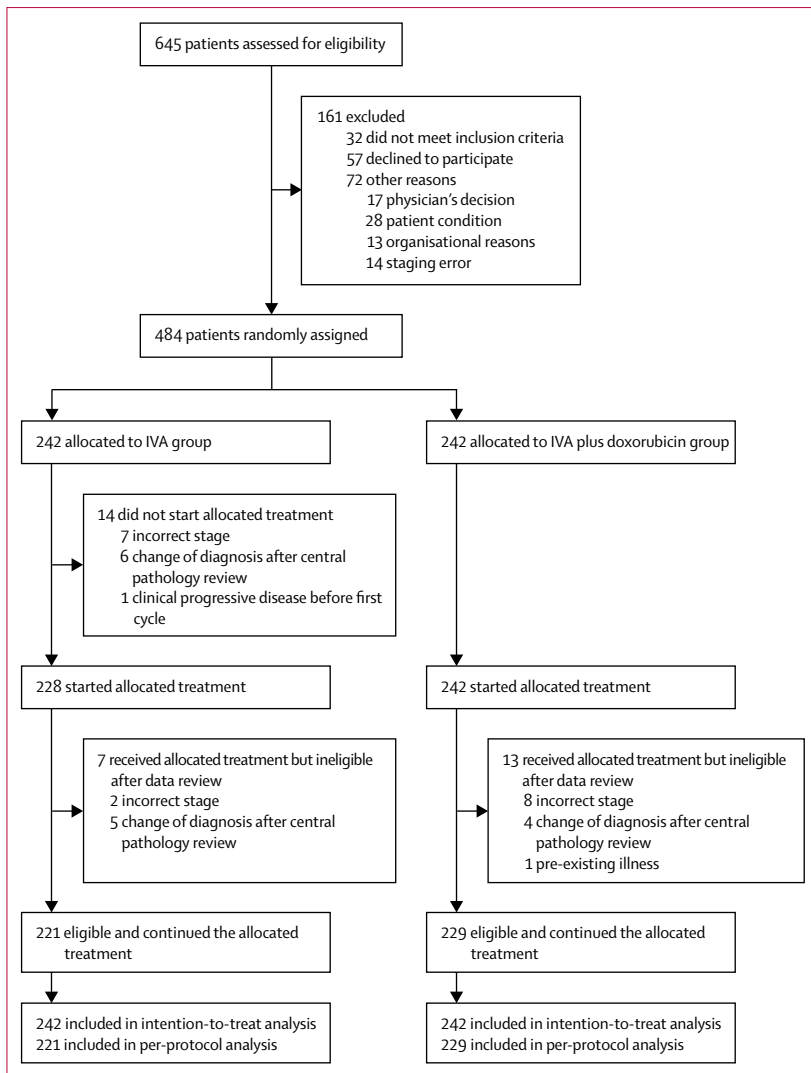 645 patients assessed for eligibility
161 excluded
32 did not meet inclusion criteria
57 declined to participate
72 other reasons
17 physician's decision
28 patient condition
13 organisational reasons
14 staging error
484 patients randomly assigned
242 allocated to IVA group
242 allocated to IVA plus doxorubicin group
14 did not start allocated treatment
7 incorrect stage
6 change of diagnosis after central
pathology review
1 clinical progressive disease before first
cycle
228 started allocated treatment
242 started allocated treatment
7 received allocated treatment but ineligible
after data review
2 incorrect stage
5 change of diagnosis after central
pathology review
13 received allocated treatment but ineligible
after data review
8 incorrect stage
4 change of diagnosis after central
pathology review
1 pre-existing illness
221 eligible and continued the allocated
treatment
229 eligible and continued the allocated
treatment
242 included in intention-to-treat analysis
221 included in per-protocol analysis
242 included in intention-to-treat analysis
229 included in per-protocol analysis